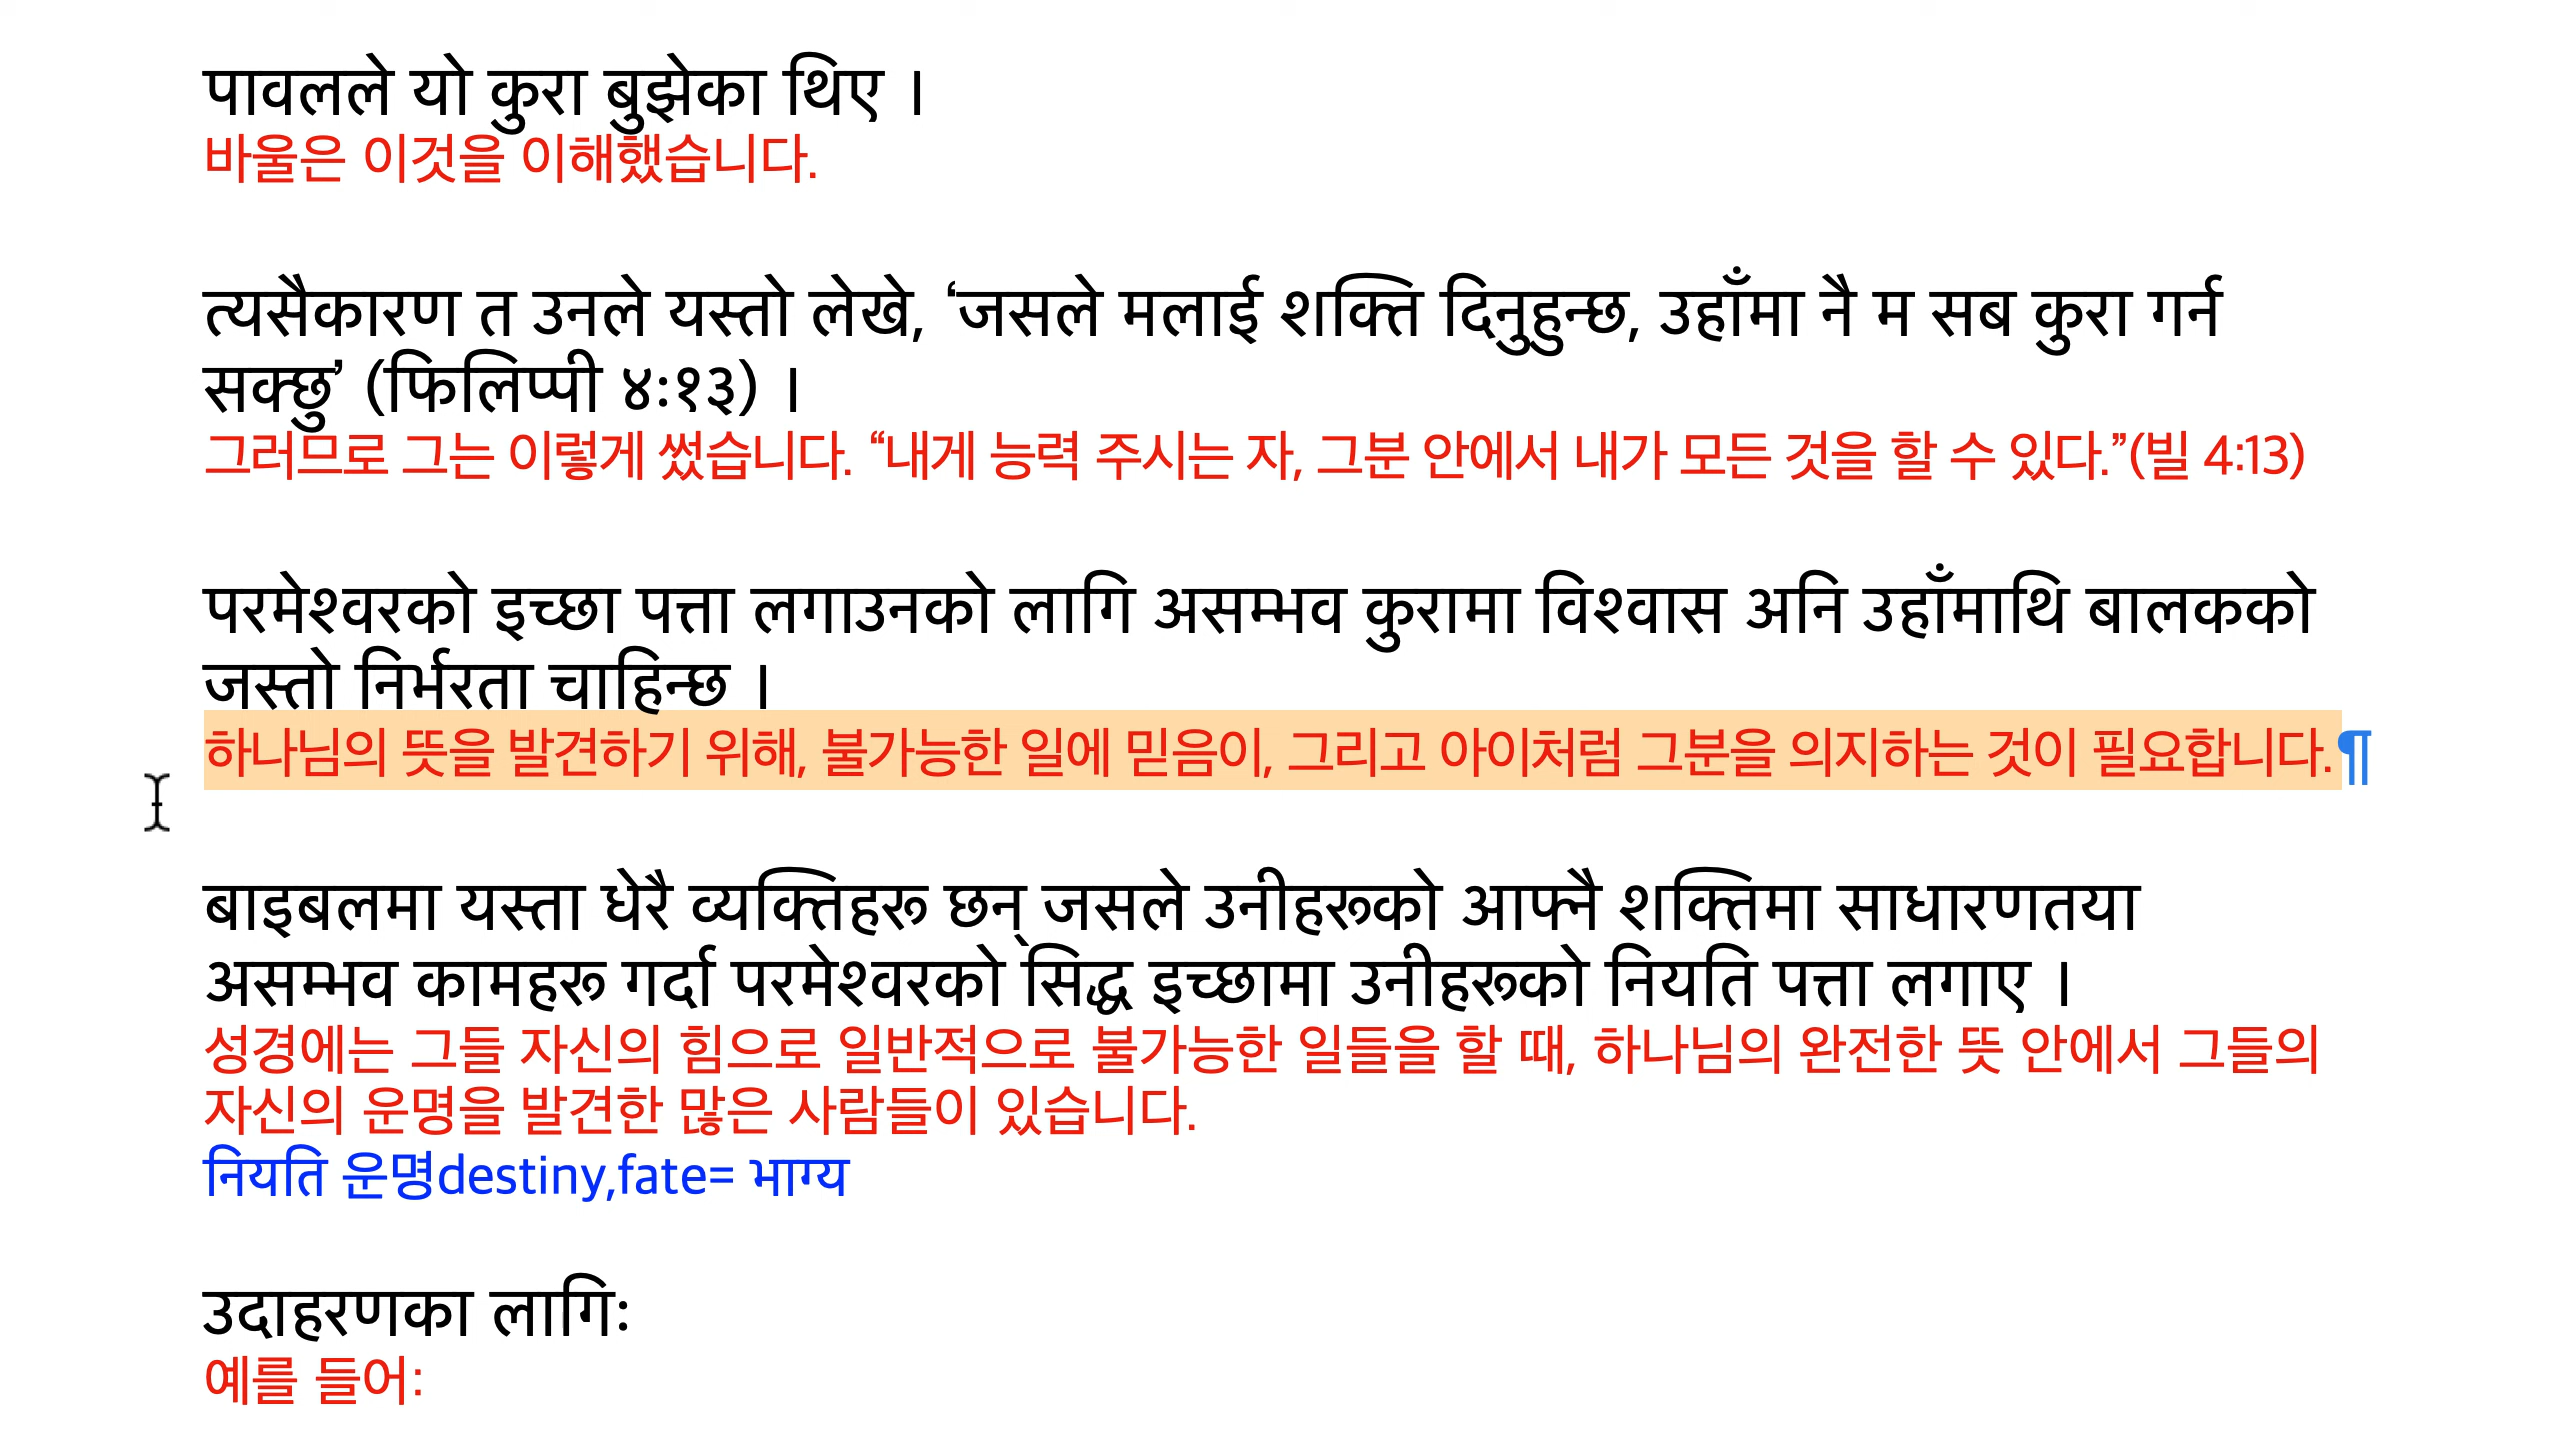 पावलले यो कुरा बुझेका थिए ।
바울은 이것을 이해했습니다.
त्यसैकारण त उनले यस्तो लेखे, ‘जसले मलाई शक्ति दिनुहुन्छ, उहाँमा नै म सब कुरा गर्न
सक्छु’ (फिलिप्पी ४ः१३) ।
그러므로 그는 이렇게 썼습니다. “내게 능력 주시는 자, 그분 안에서 내가 모든 것을 할 수 있다.”(빌 4:13)
परमेश्वरको इच्छा पत्ता लगाउनको लागि असम्भव कुरामा विश्वास अनि उहाँमाथि बालकको
जस्तो निर्भरता चाहिन्छ ।
하나님의 뜻을 발견하기 위해, 불가능한 일에 믿음이, 그리고 아이처럼 그분을 의지하는 것이 필요합니다.¶
बाइबलमा यस्ता धेरै व्यक्तिहरू छन् जसले उनीहरूको आफ्नै शक्तिमा साधारणतया
असम्भव कामहरू गर्दा परमेश्वरको सिद्ध इच्छामा उनीहरूको नियति पत्ता लगाए ।
성경에는 그들 자신의 힘으로 일반적으로 불가능한 일들을 할 때, 하나님의 완전한 뜻 안에서 그들의
자신의 운명을 발견한 많은 사람들이 있습니다.
नियति 운명destiny,fate= भाग्य
उदाहरणका लागिः
예를 들어: